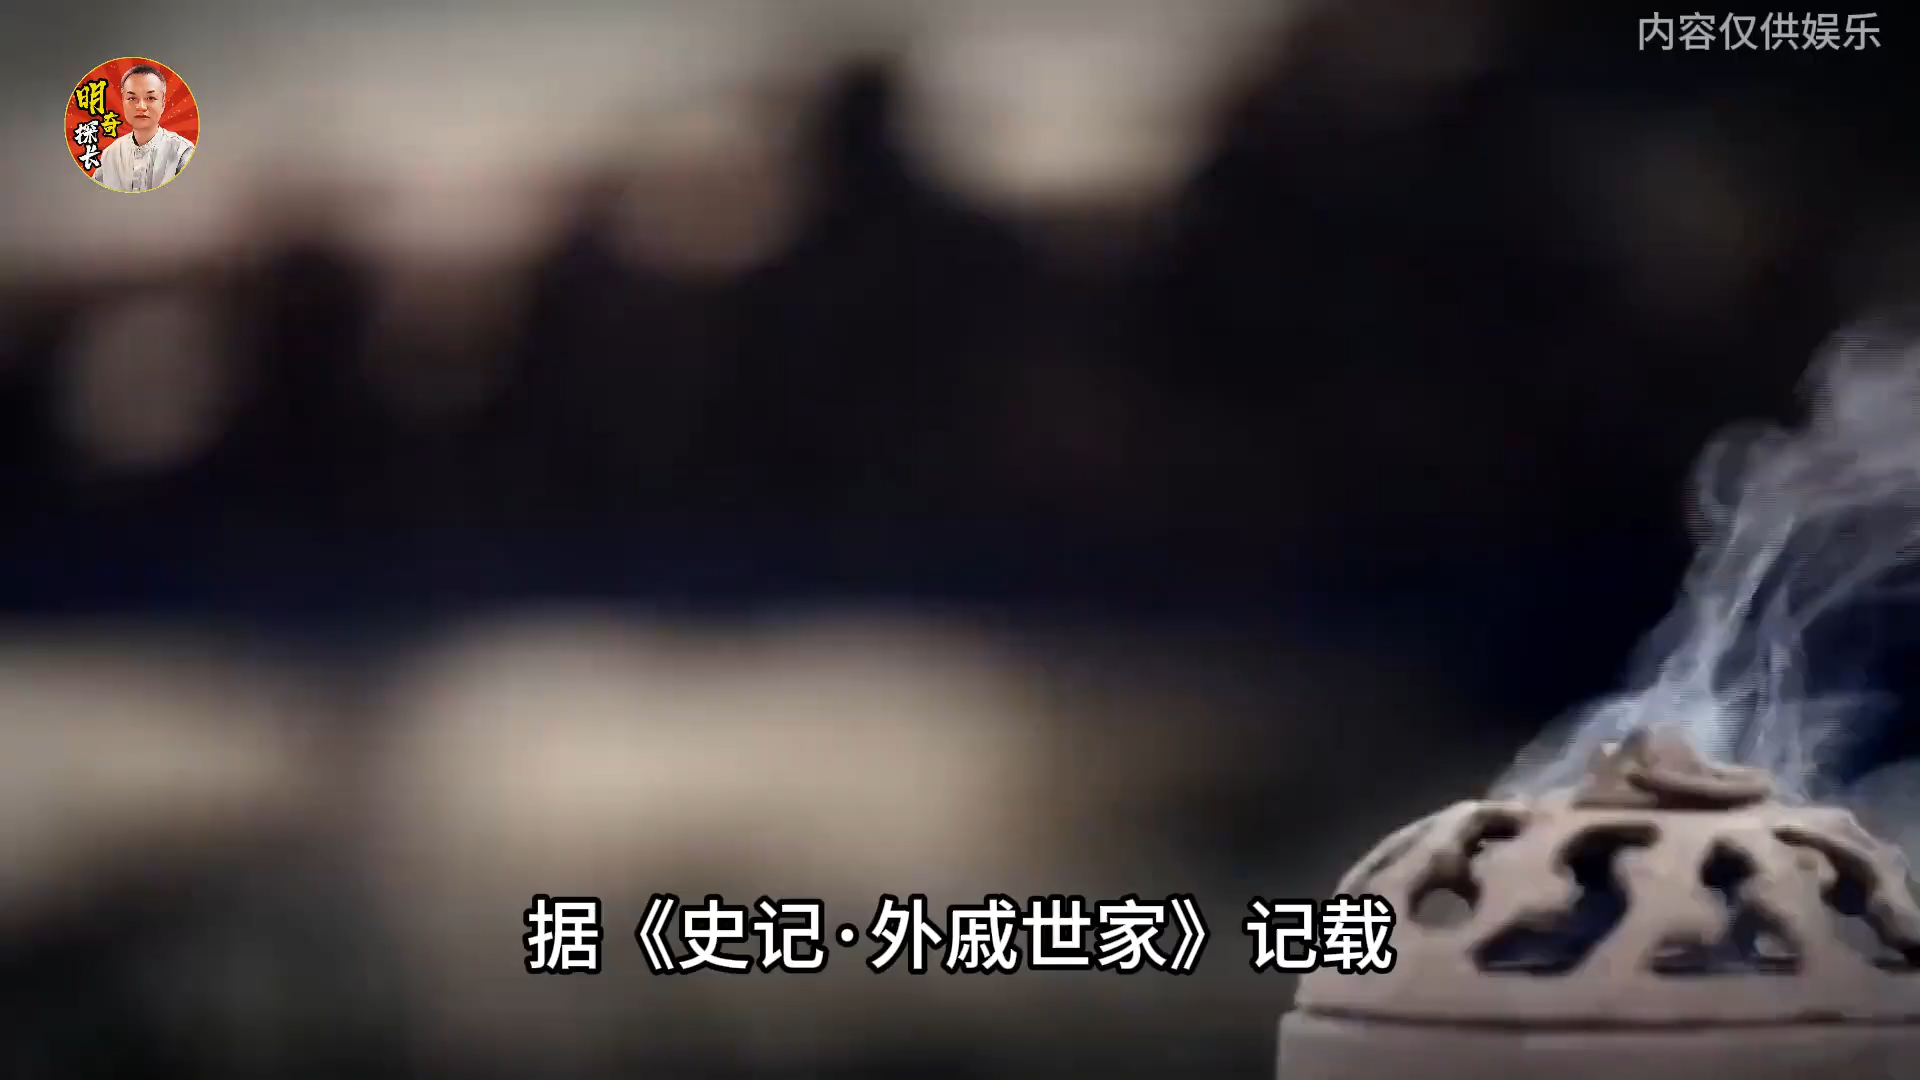 内容仅供娱乐
明奇
探长
据《史记·外戚世家》记载